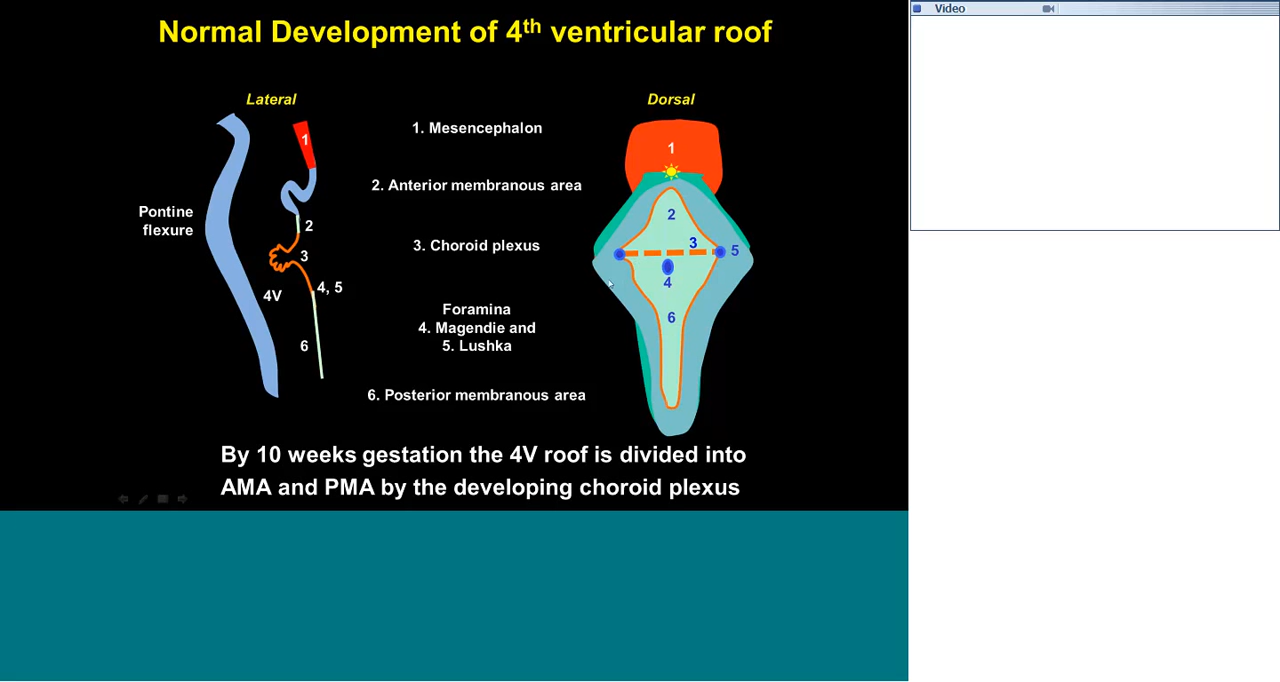 Video
Normal Development of 4th ventricular roof
Lateral
Dorsal
1. Mesencephalon
2. Anterior membranous area
3. Choroid plexus
Foramina
4. Magendie and
5. Lushka
6. Posterior membranous area
Pontine
flexure
1
2
3
4V
4, 5
6
1
2
3
5
4
6
By 10 weeks gestation the 4V roof is divided into
AMA and PMA by the developing choroid plexus